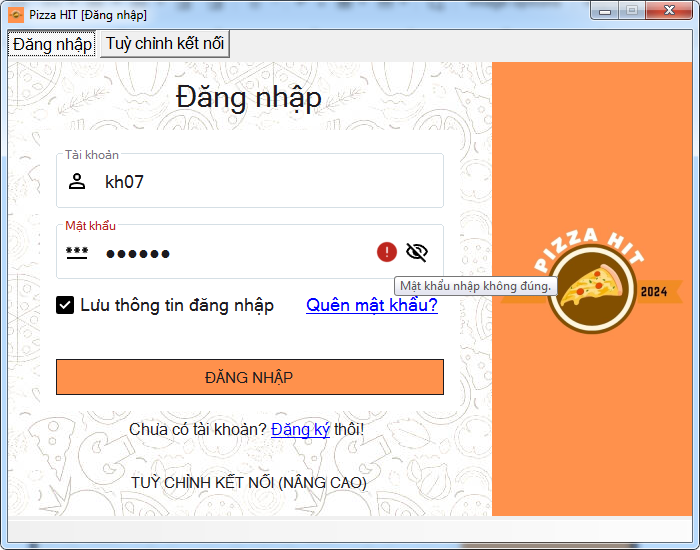 Pizza HIT [Đăng nhập]
Đăng nhập
Tuỳ chỉnh kết nối
Đăng nhập
Tài khoản
kh07
Mật khẩu
***
●●●●●●
Mật khẩu nhập không đúng.
Lưu thông tin đăng nhập
Quên mật khẩu?
ĐĂNG NHẬP
Chưa có tài khoản? Đăng ký thôi!
TUỲ CHỈNH KẾT NỐI (NÂNG CAO)
PIZZA HIT
2024